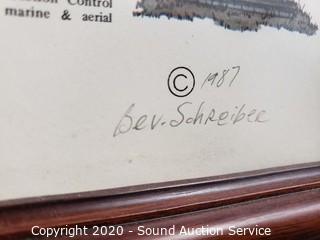 Control
marine & aerial
© 1987
Bev. Schreiber
Copyright 2020 - Sound Auction Service